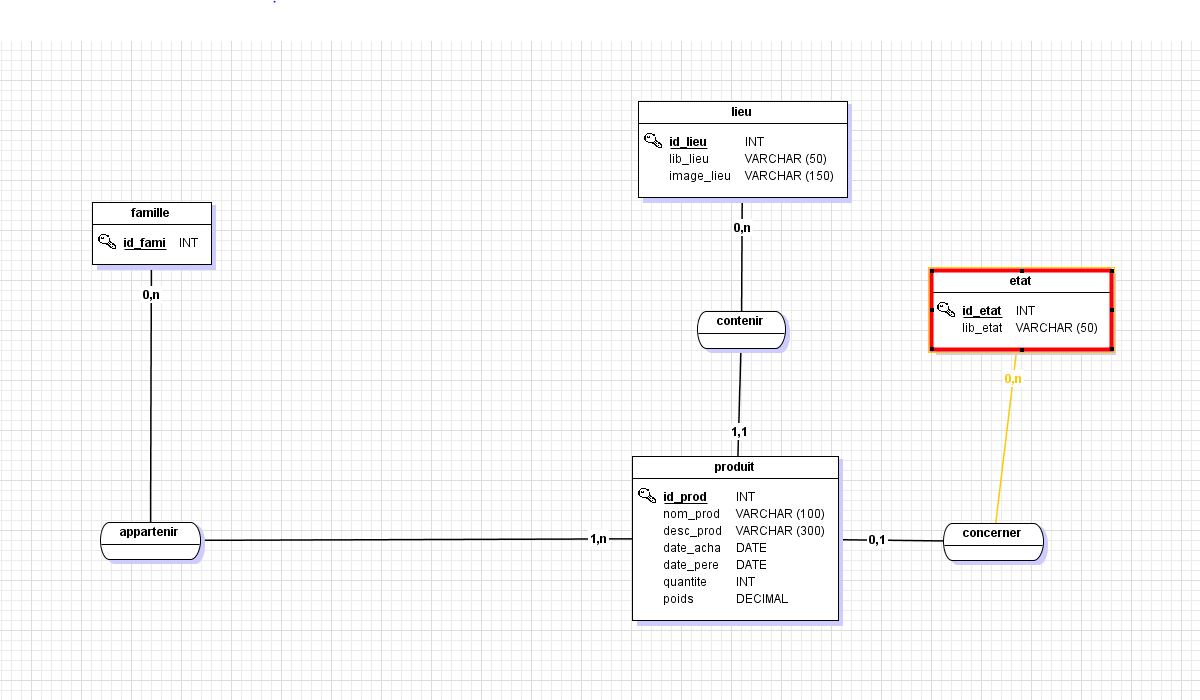 lieu
id_lieu INT
lib_lieu VARCHAR (50)
image_lieu VARCHAR (150)
0,n
famille
id_fami INT
0,n
contenir
etat
id_etat INT
lib_etat VARCHAR (50)
0,n
1,1
produit
id_prod INT
nom_prod VARCHAR (100)
desc_prod VARCHAR (300)
date_acha DATE
date_pere DATE
quantite INT
poids DECIMAL
appartenir
1,n
0,1
concerner